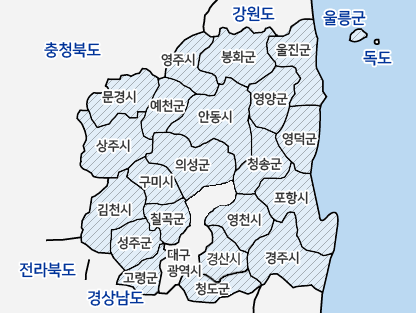 강원도
울릉군
독도
충청북도
영주시
봉화군
울진군
문경시
예천군
안동시
영양군
상주시
의성군
청송군
영덕군
구미시
김천시
칠곡군
포항시
영천시
성주군
대구
광역시
경산시
경주시
고령군
청도군
전라북도
경상남도